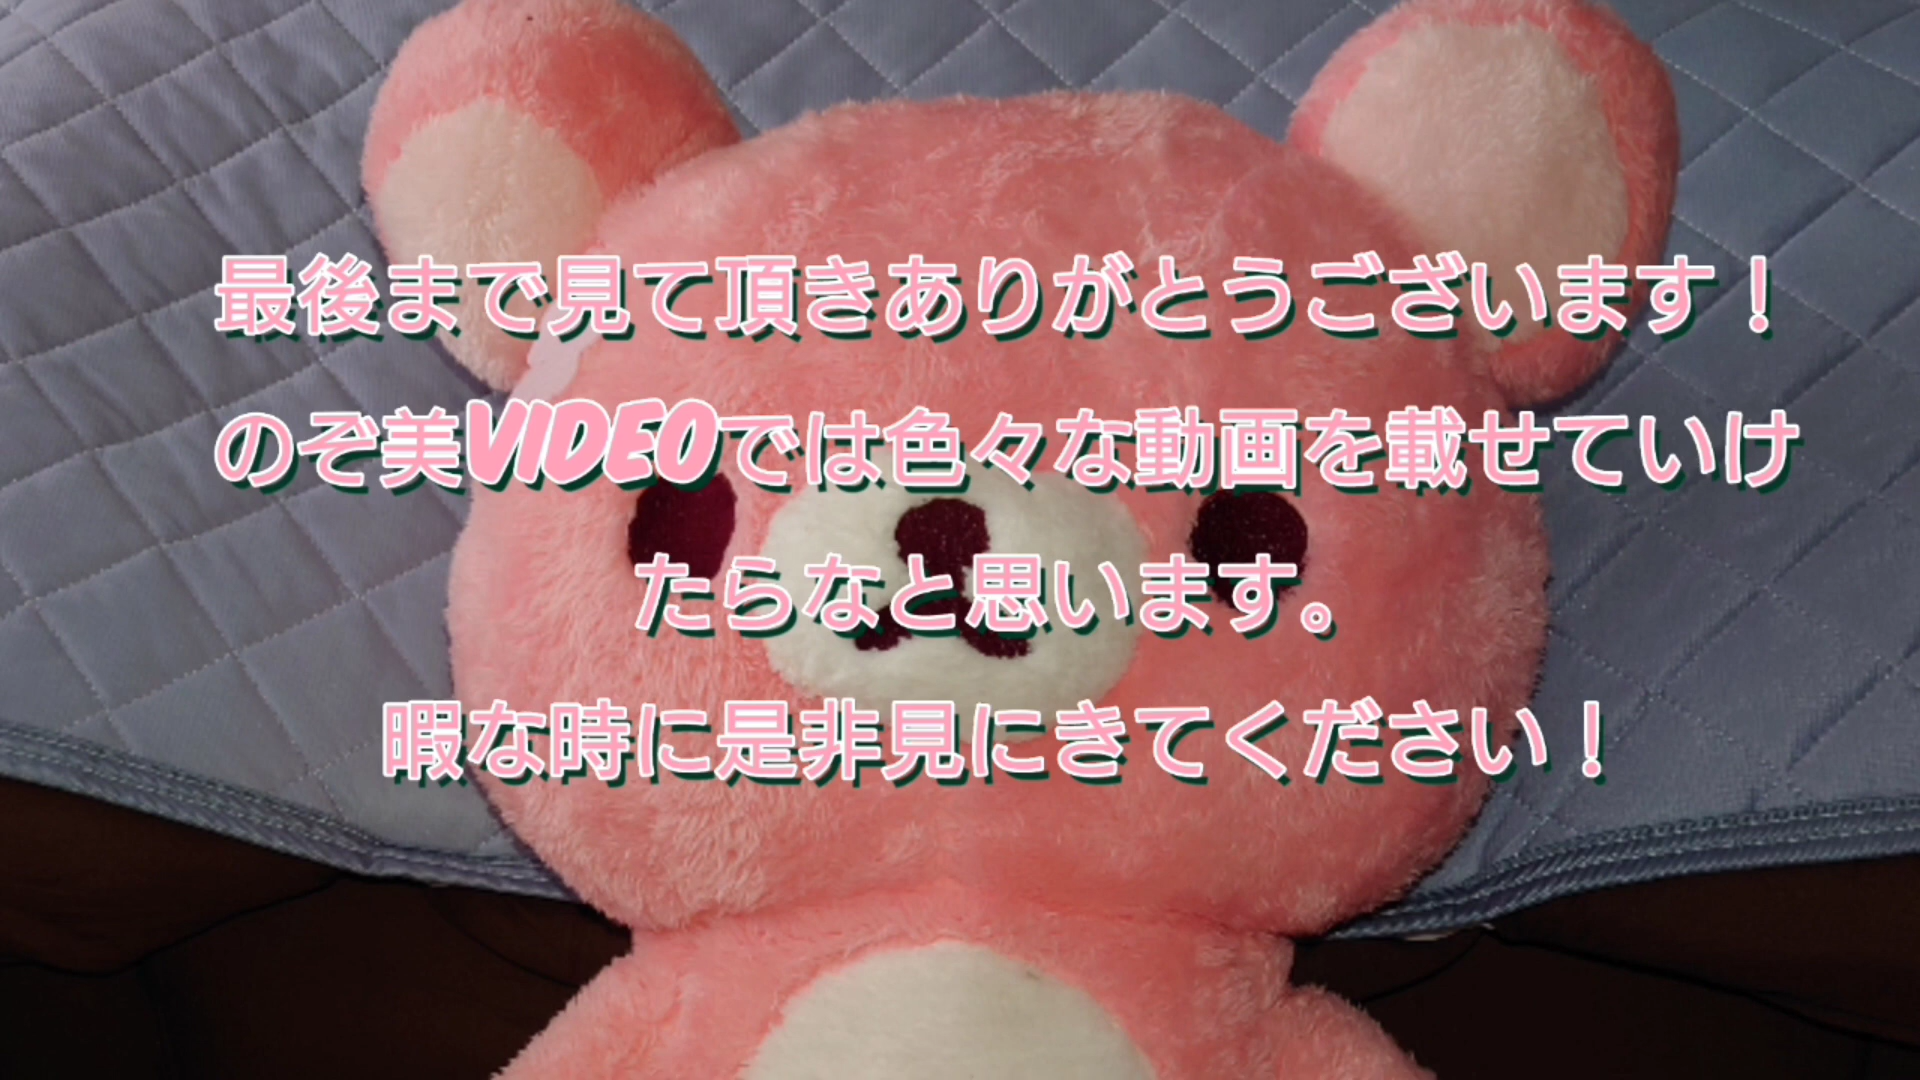 最後まで見て頂きありがとうございます！
のぞ美VIDEOでは色々な動画を載せていけ
たらなと思います。
暇な時に是非見にきてください！